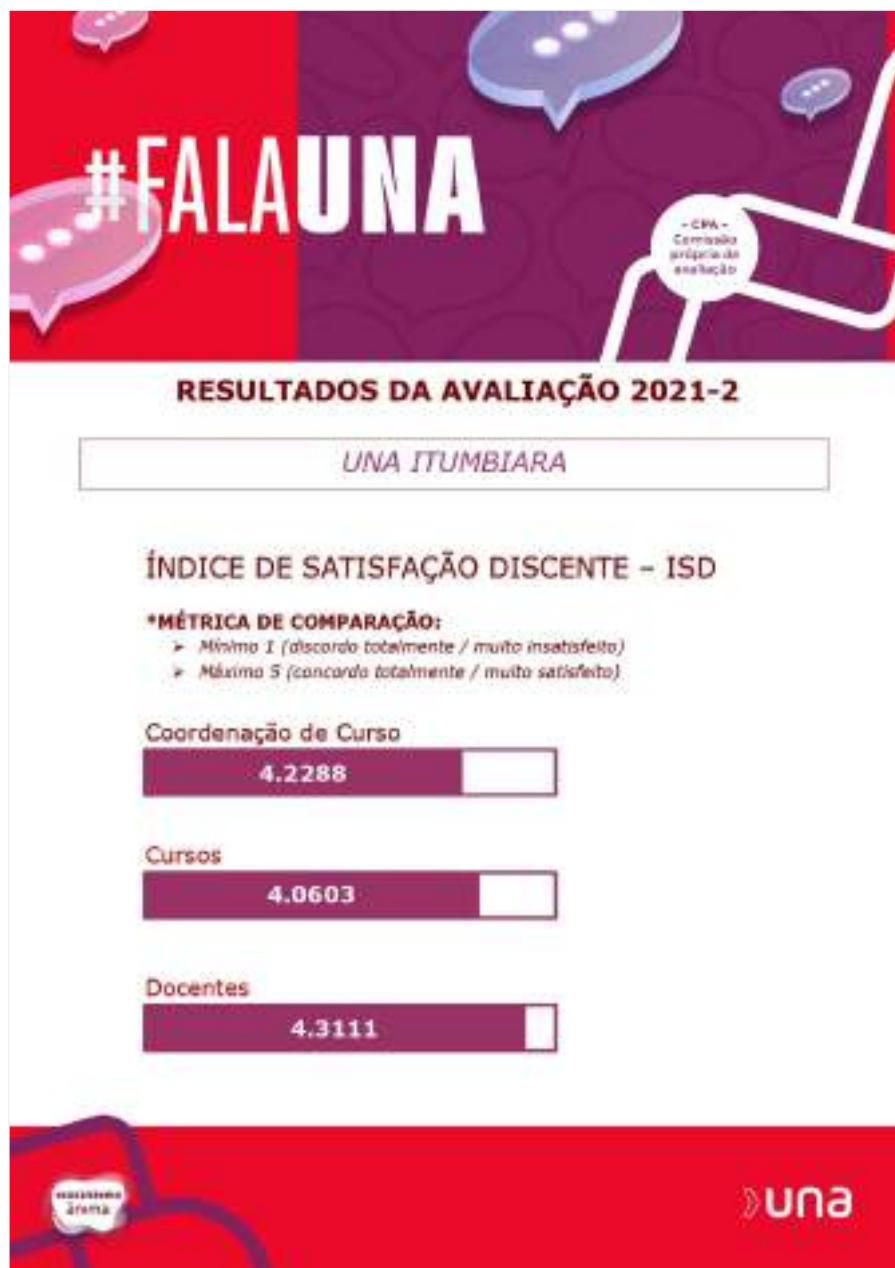 #FALAUNA
- CPA -
Comissão
própria de
avaliação
RESULTADOS DA AVALIAÇÃO 2021-2
UNA ITUMBIARA
ÍNDICE DE SATISFAÇÃO DISCENTE – ISD
*MÉTRICA DE COMPARAÇÃO:
➢ Mínimo 1 (discordo totalmente / muito insatisfeito)
➢ Máximo 5 (concordo totalmente / muito satisfeito)
Coordenação de Curso
4.2288
Cursos
4.0603
Docentes
4.3111
ânima
una